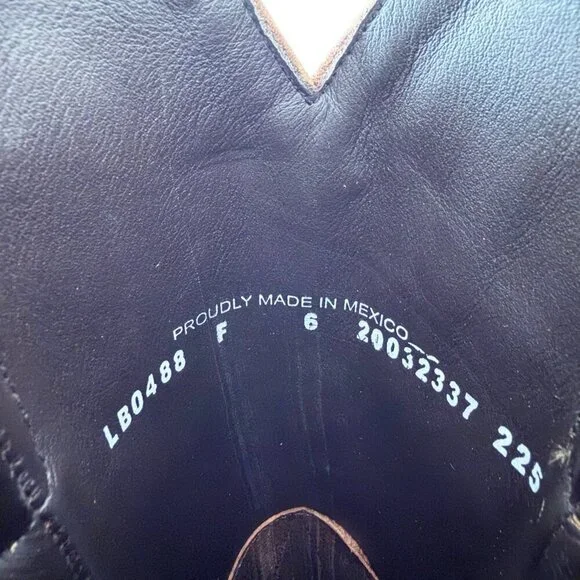 PROUDLY MADE IN MEXICO
LB0488 F 6 20032337 225